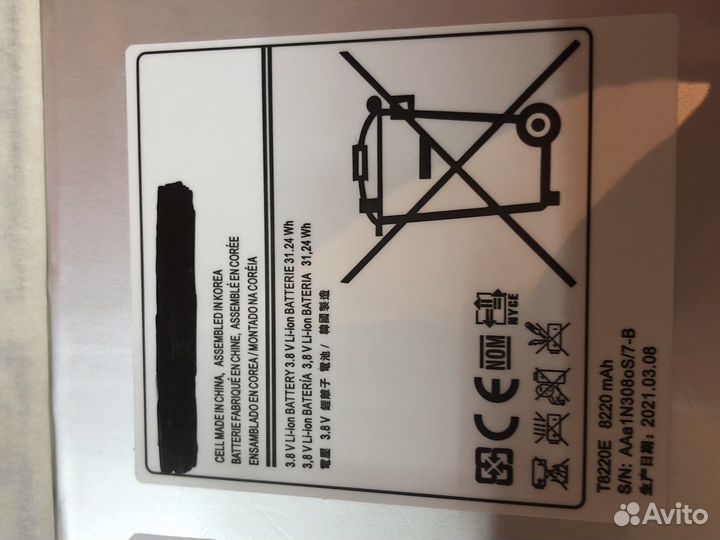 CELL MADE IN CHINA, ASSEMBLED IN KOREA
BATTERIE FABRIQUÉ EN CHINE, ASSEMBLÉ EN CORÉE
ENSAMBLADO EN COREA / MONTADO NA CORÉIA
3.8 V Li-ion BATTERY 3.8 V Li-ion BATTERIE 31.24 Wh
3,8 V Li-ion BATERÍA 3,8 V Li-ion BATERIA 31,24 Wh
電壓 3,8 V 鋰離子 電池 / 韓國製造
CE NOM NYCE
T8220E 8220 mAh
S/N: AAa1N308oS/7-B
生产日期: 2021.03.08
Avito